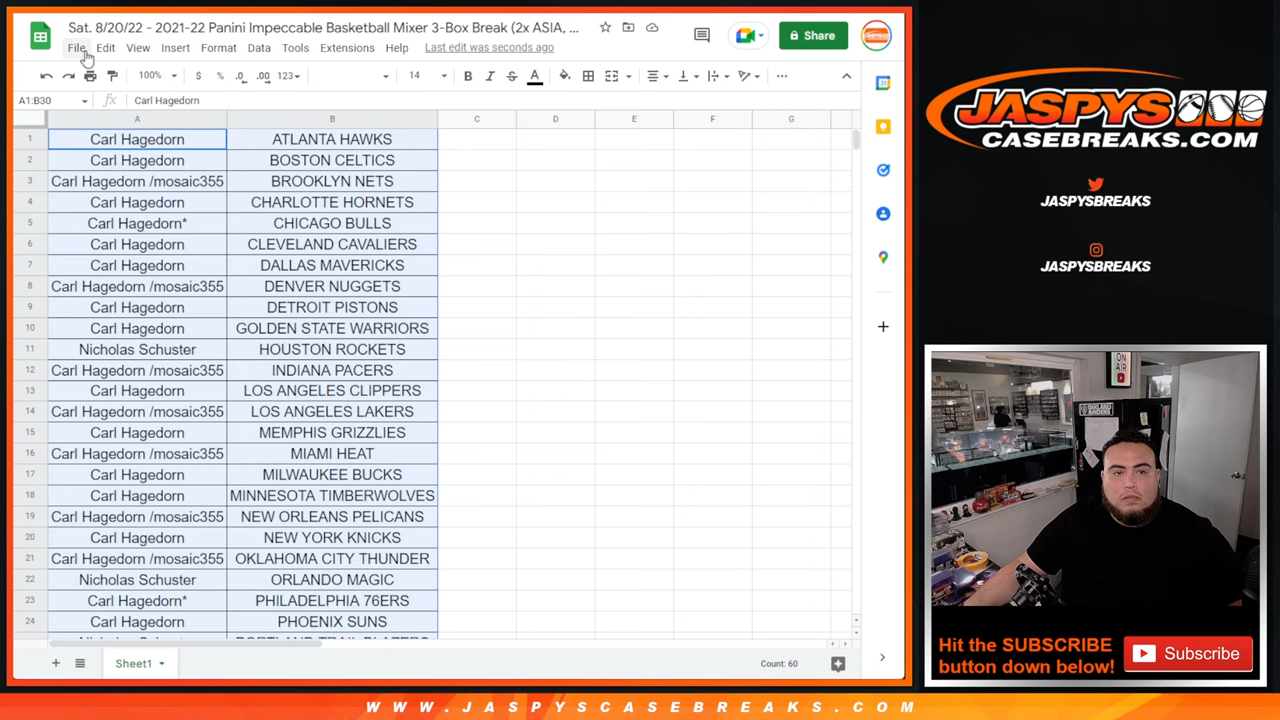 Sat. 8/20/22 - 2021-22 Panini Impeccable Basketball Mixer 3-Box Break (2x ASIA, ...
File Edit View Insert Format Data Tools Extensions Help Last edit was seconds ago
Share
100% $ % .0 .00 123 14 B I S A
A1:B30 fx Carl Hagedorn
A B C D E F G
1 Carl Hagedorn ATLANTA HAWKS
2 Carl Hagedorn BOSTON CELTICS
3 Carl Hagedorn /mosaic355 BROOKLYN NETS
4 Carl Hagedorn CHARLOTTE HORNETS
5 Carl Hagedorn* CHICAGO BULLS
6 Carl Hagedorn CLEVELAND CAVALIERS
7 Carl Hagedorn DALLAS MAVERICKS
8 Carl Hagedorn /mosaic355 DENVER NUGGETS
9 Carl Hagedorn DETROIT PISTONS
10 Carl Hagedorn GOLDEN STATE WARRIORS
11 Nicholas Schuster HOUSTON ROCKETS
12 Carl Hagedorn /mosaic355 INDIANA PACERS
13 Carl Hagedorn LOS ANGELES CLIPPERS
14 Carl Hagedorn /mosaic355 LOS ANGELES LAKERS
15 Carl Hagedorn MEMPHIS GRIZZLIES
16 Carl Hagedorn /mosaic355 MIAMI HEAT
17 Carl Hagedorn MILWAUKEE BUCKS
18 Carl Hagedorn MINNESOTA TIMBERWOLVES
19 Carl Hagedorn /mosaic355 NEW ORLEANS PELICANS
20 Carl Hagedorn NEW YORK KNICKS
21 Carl Hagedorn /mosaic355 OKLAHOMA CITY THUNDER
22 Nicholas Schuster ORLANDO MAGIC
23 Carl Hagedorn* PHILADELPHIA 76ERS
24 Carl Hagedorn PHOENIX SUNS
Nicholas Schuster PORTLAND TRAIL BLAZERS
Sheet1
Count: 60
JASPYS
CASEBREAKS.COM
JASPYSBREAKS
JASPYSBREAKS
ON
AIR
Hit the SUBSCRIBE
button down below!
Subscribe
WWW.JASPYSCASEBREAKS.COM